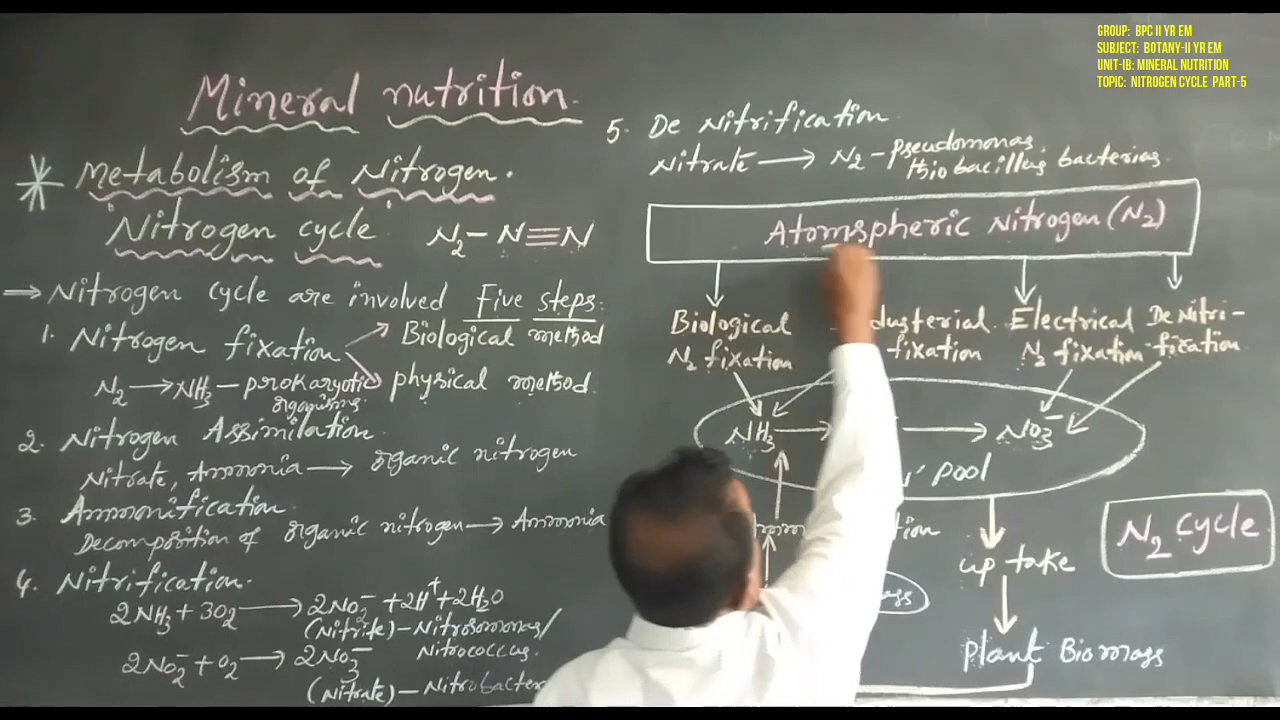 GROUP: BPC II YR EM
SUBJECT: BOTANY-II YR EM
UNIT-IB: MINERAL NUTRITION
TOPIC: NITROGEN CYCLE PART-5
Mineral nutrition.
* Metabolism of Nitrogen.
Nitrogen cycle N₂ – N≡N
→ Nitrogen cycle are involved Five steps:
1. Nitrogen fixation
Biological method
physical method.
N₂ → NH₃ – prokaryotic
organisms.
2. Nitrogen Assimilation.
Nitrate, Ammonia → organic nitrogen
3. Ammonification.
Decomposition of organic nitrogen → Ammonia
4. Nitrification.
2NH₃ + 3O₂ → 2NO₂⁻ + 2H⁺ + 2H₂O
(Nitrite) – Nitrosomonas/
Nitrococcus.
2NO₂⁻ + O₂ → 2NO₃⁻
(Nitrate) – Nitrobacter
5. De Nitrification.
Nitrate → N₂ – pseudomonas.
thiobacillus bacterias.
Atomspheric Nitrogen (N₂)
Biological
N₂ fixation
dusterial.
fixation
Electrical
N₂ fixation
De Nitri-
fication.
NH₃ → → NO₃⁻
pool
tion
up take
ass
plant Biomass
N₂ cycle